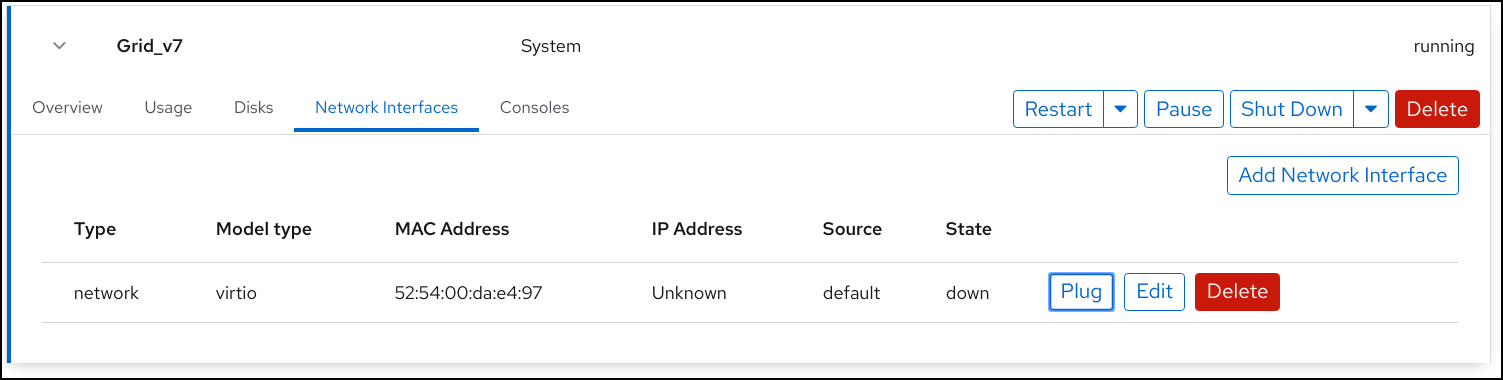 Grid_v7 System running
Overview Usage Disks Network Interfaces Consoles Restart Pause Shut Down Delete
Add Network Interface
Type Model type MAC Address IP Address Source State
network virtio 52:54:00:da:e4:97 Unknown default down Plug Edit Delete